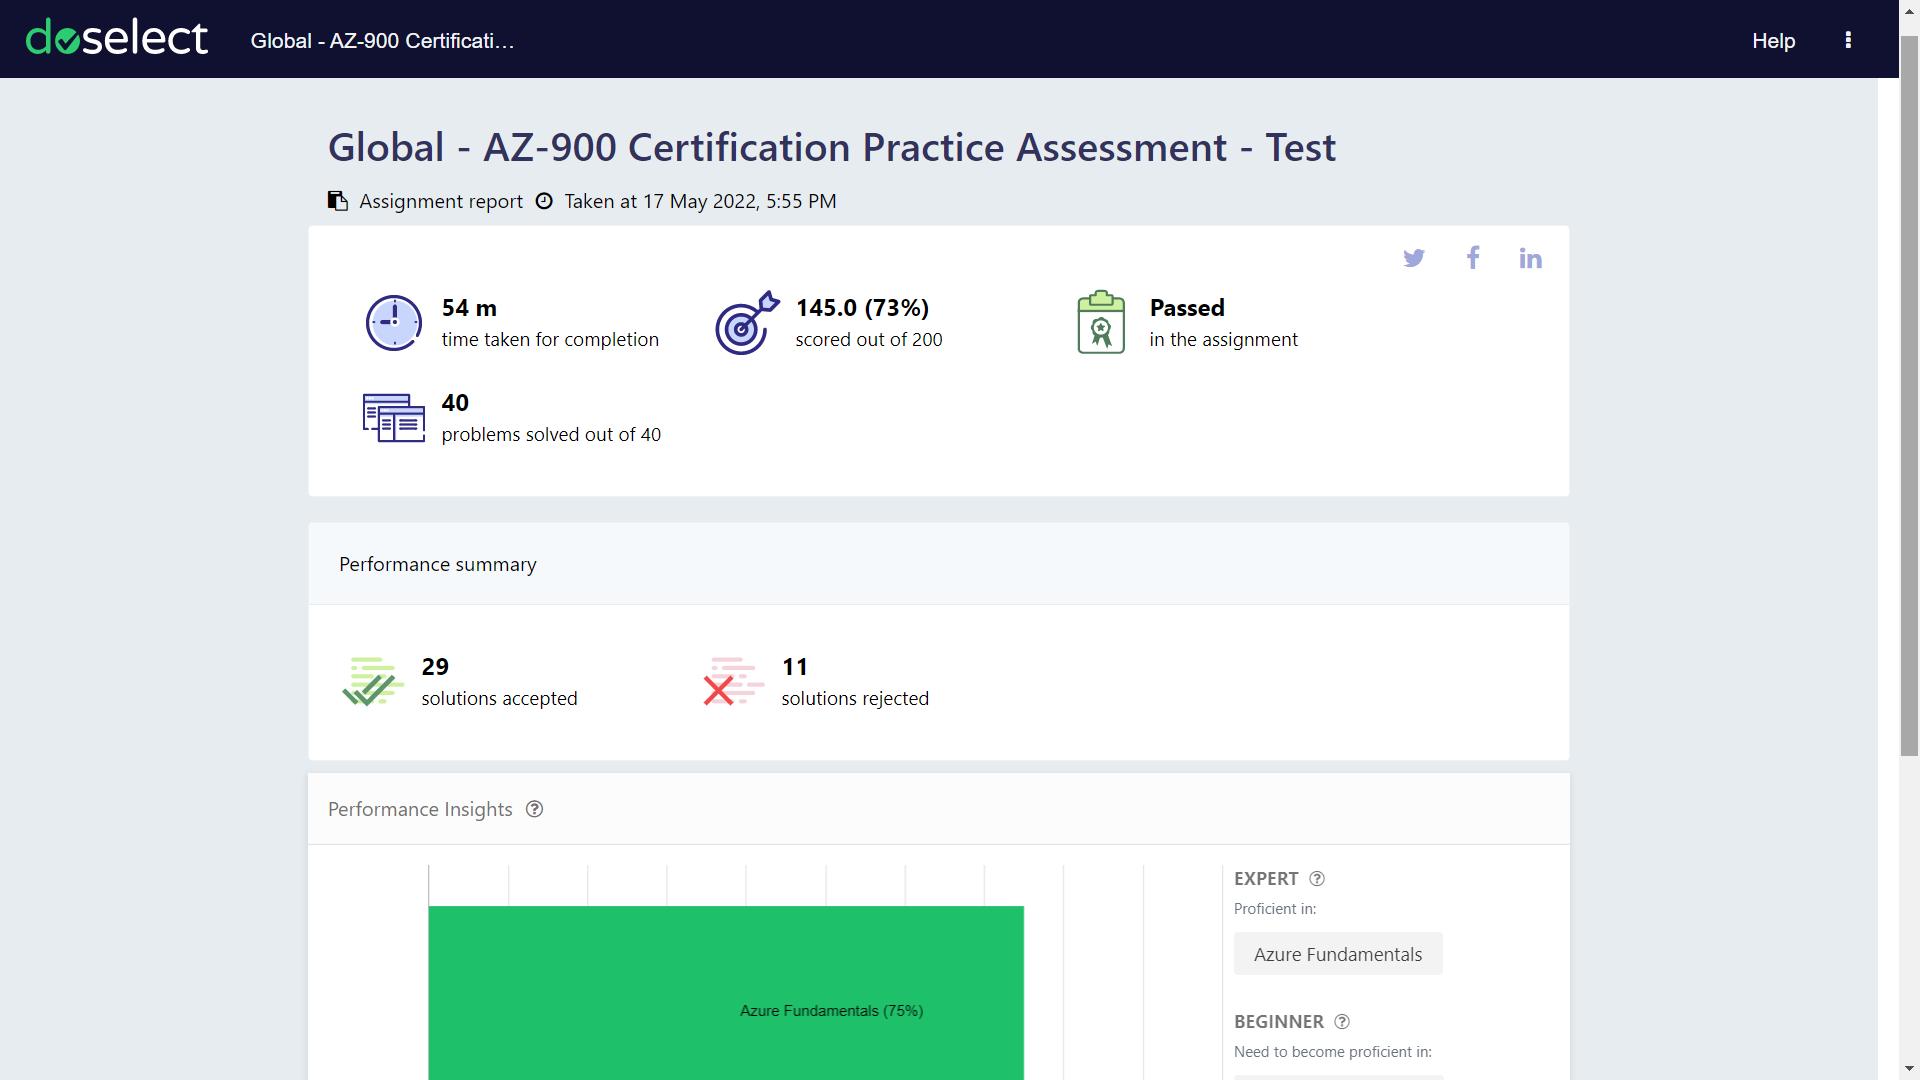 doselect
Global - AZ-900 Certificati...
Help
Global - AZ-900 Certification Practice Assessment - Test
Assignment report Taken at 17 May 2022, 5:55 PM
54 m
time taken for completion
145.0 (73%)
scored out of 200
Passed
in the assignment
40
problems solved out of 40
Performance summary
29
solutions accepted
11
solutions rejected
Performance Insights
Azure Fundamentals (75%)
EXPERT
Proficient in:
Azure Fundamentals
BEGINNER
Need to become proficient in: